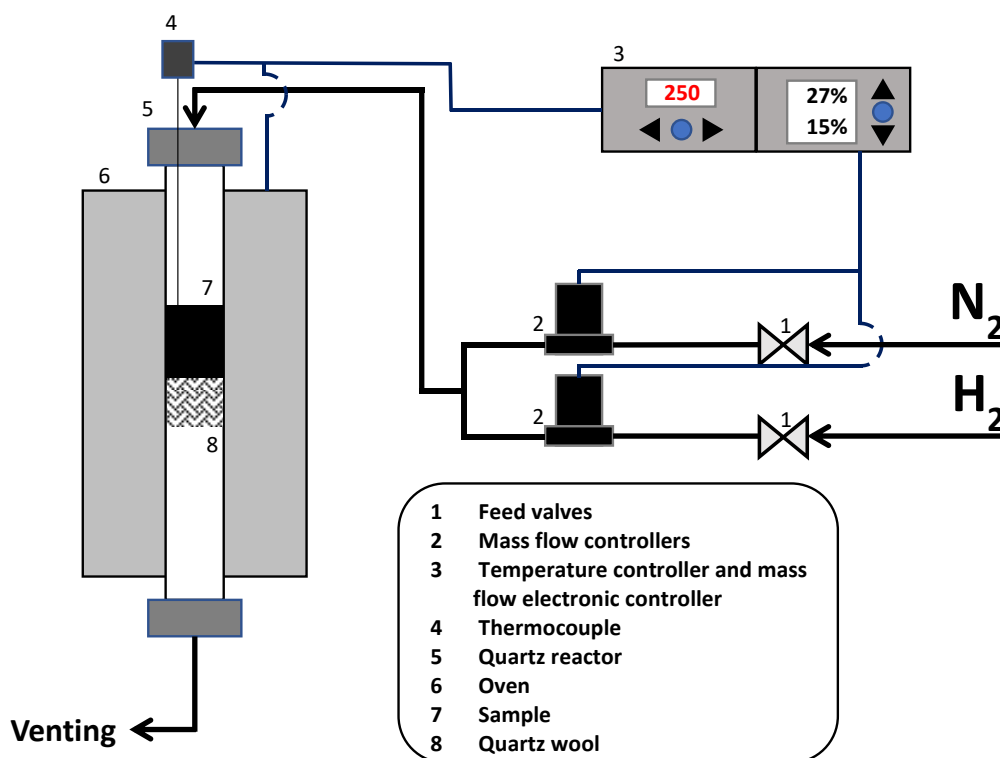 4
3
250
27%
15%
5
6
7
N2
2
1
H2
2
1
8
1 Feed valves
2 Mass flow controllers
3 Temperature controller and mass
flow electronic controller
4 Thermocouple
5 Quartz reactor
6 Oven
7 Sample
8 Quartz wool
Venting